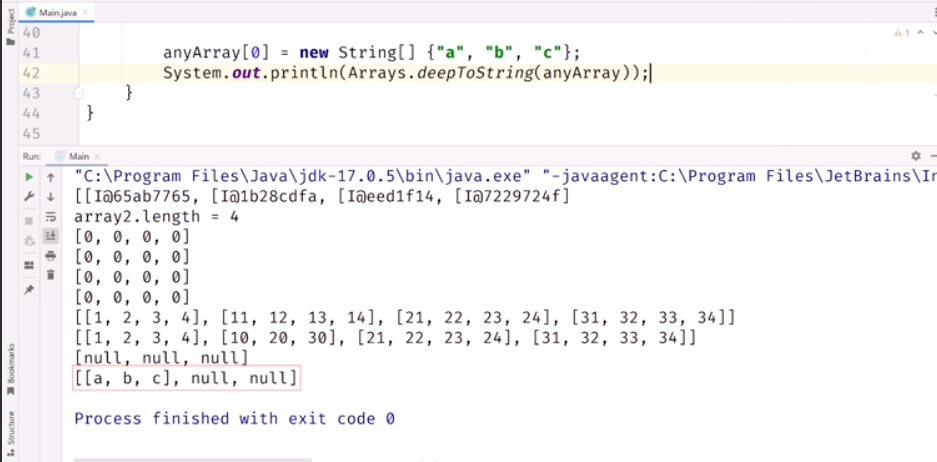 Project
Main.java
40
41 anyArray[0] = new String[] {"a", "b", "c"};
42 System.out.println(Arrays.deepToString(anyArray));
43 }
44 }
45
1
Run: Main
"C:\Program Files\Java\jdk-17.0.5\bin\java.exe" "-javaagent:C:\Program Files\JetBrains\In
[[I@65ab7765, [I@1b28cdfa, [I@eed1f14, [I@7229724f]
array2.length = 4
[0, 0, 0, 0]
[0, 0, 0, 0]
[0, 0, 0, 0]
[0, 0, 0, 0]
[[1, 2, 3, 4], [11, 12, 13, 14], [21, 22, 23, 24], [31, 32, 33, 34]]
[[1, 2, 3, 4], [10, 20, 30], [21, 22, 23, 24], [31, 32, 33, 34]]
[null, null, null]
[[a, b, c], null, null]
Process finished with exit code 0
Bookmarks
Structure